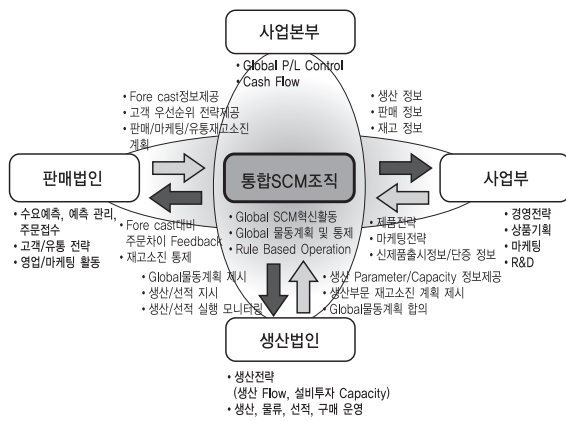 사업본부
• Global P/L Control
• Cash Flow
• Fore cast정보제공
• 고객 우선순위 전략제공
• 판매/마케팅/유통재고소진
계획
• 생산 정보
• 판매 정보
• 재고 정보
판매법인
통합SCM조직
사업부
• 수요예측, 예측 관리,
주문접수
• 고객/유통 전략
• 영업/마케팅 활동
• Fore cast대비
주문차이 Feedback
• 재고소진 통제
• Global SCM혁신활동
• Global 물동계획 및 통제
• Rule Based Operation
• 제품전략
• 마케팅전략
• 신제품출시정보/단종 정보
• 경영전략
• 상품기획
• 마케팅
• R&D
• Global물동계획 제시
• 생산/선적 지시
• 생산/선적 실행 모니터링
• 생산 Parameter/Capacity 정보제공
• 생산부문 재고소진 계획 제시
• Global물동계획 합의
생산법인
• 생산전략
(생산 Flow, 설비투자 Capacity)
• 생산, 물류, 선적, 구매 운영